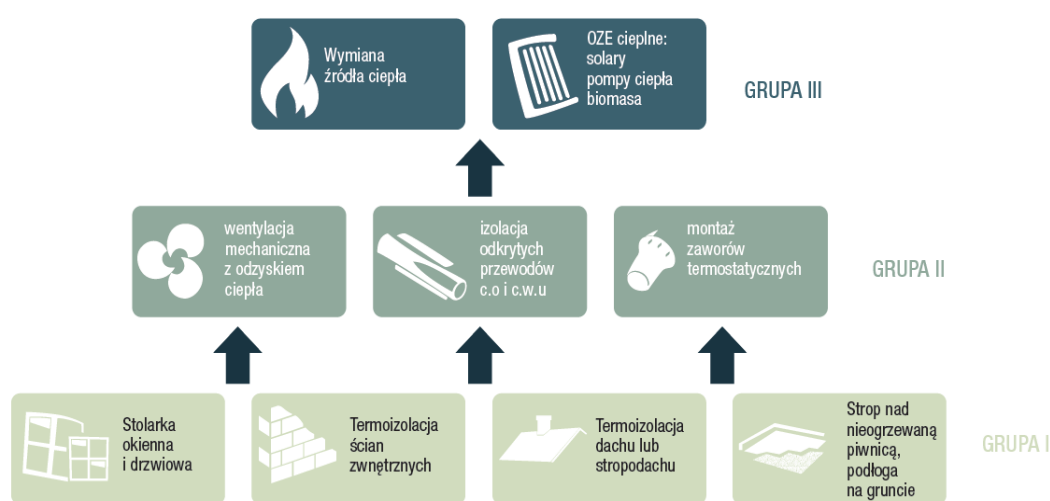 Wymiana
źródła ciepła
OZE cieplne:
solary
pompy ciepła
biomasa
GRUPA III
wentylacja
mechaniczna
z odzyskiem
ciepła
izolacja
odkrytych
przewodów
c.o i c.w.u
montaż
zaworów
termostatycznych
GRUPA II
Stolarka
okienna
i drzwiowa
Termoizolacja
ścian
zwnętrznych
Termoizolacja
dachu lub
stropodachu
Strop nad
nieogrzewaną
piwnicą,
podłoga
na gruncie
GRUPA I